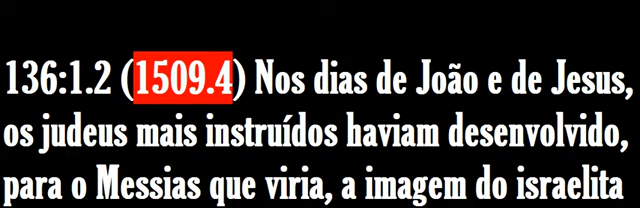 136:1.2 (1509.4) Nos dias de João e de Jesus,
os judeus mais instruídos haviam desenvolvido,
para o Messias que viria, a imagem do israelita